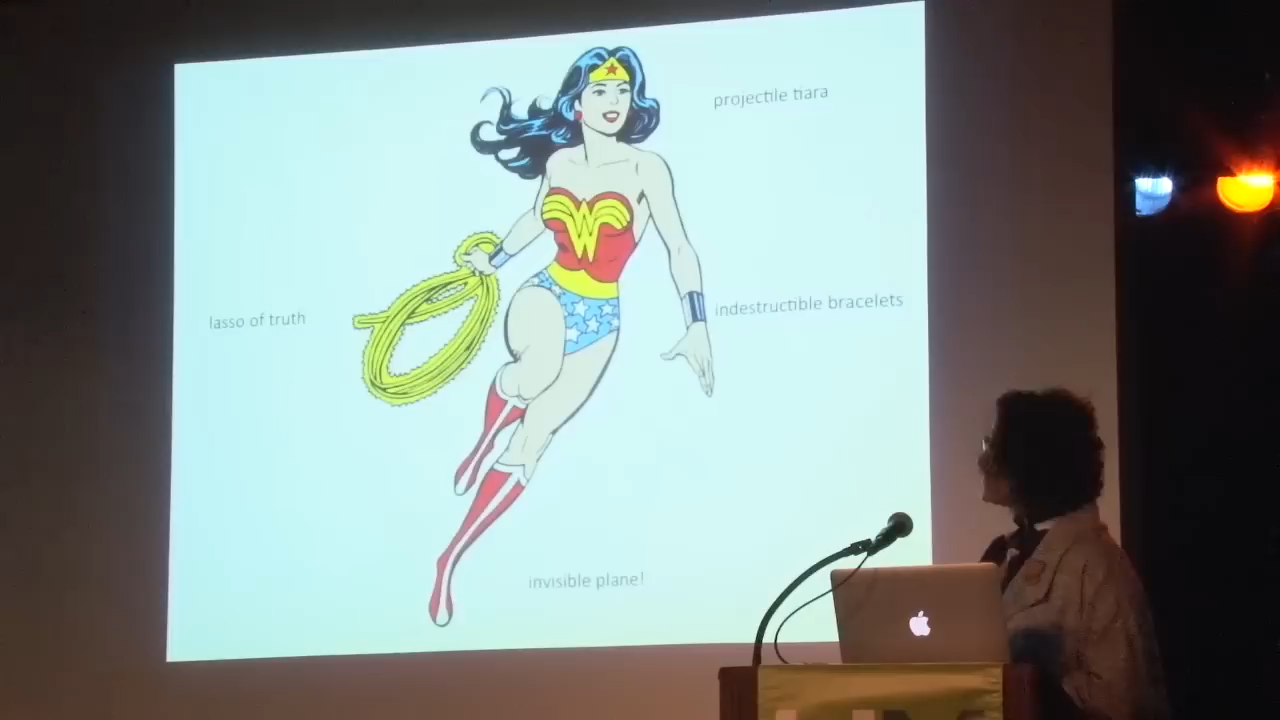 projectile tiara
W
indestructible bracelets
lasso of truth
invisible plane!